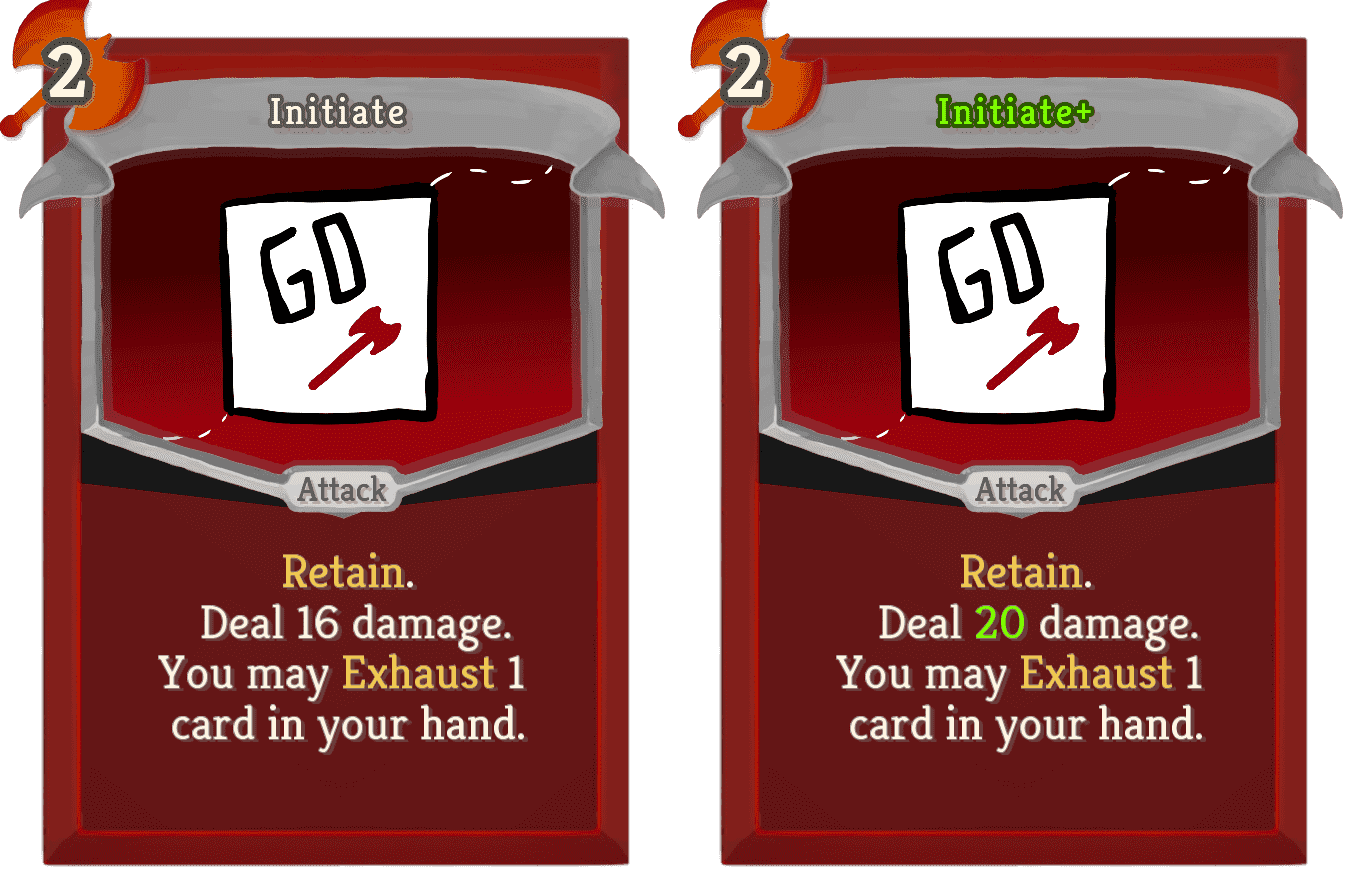 2
Initiate
GO
Attack
Retain.
Deal 16 damage.
You may Exhaust 1
card in your hand.
2
Initiate+
GO
Attack
Retain.
Deal 20 damage.
You may Exhaust 1
card in your hand.